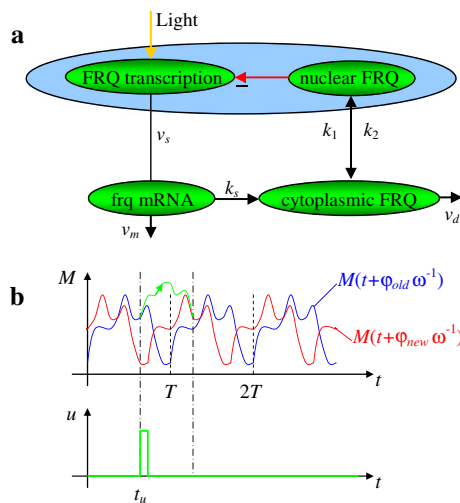 Light
a
FRQ transcription
nuclear FRQ
−
v_s
k_1 k_2
frq mRNA
k_s
cytoplasmic FRQ
v_m
v_d
b
M
M(t+φ_old ω^-1)
M(t+φ_new ω^-1)
T
2T
t
u
t_u
t